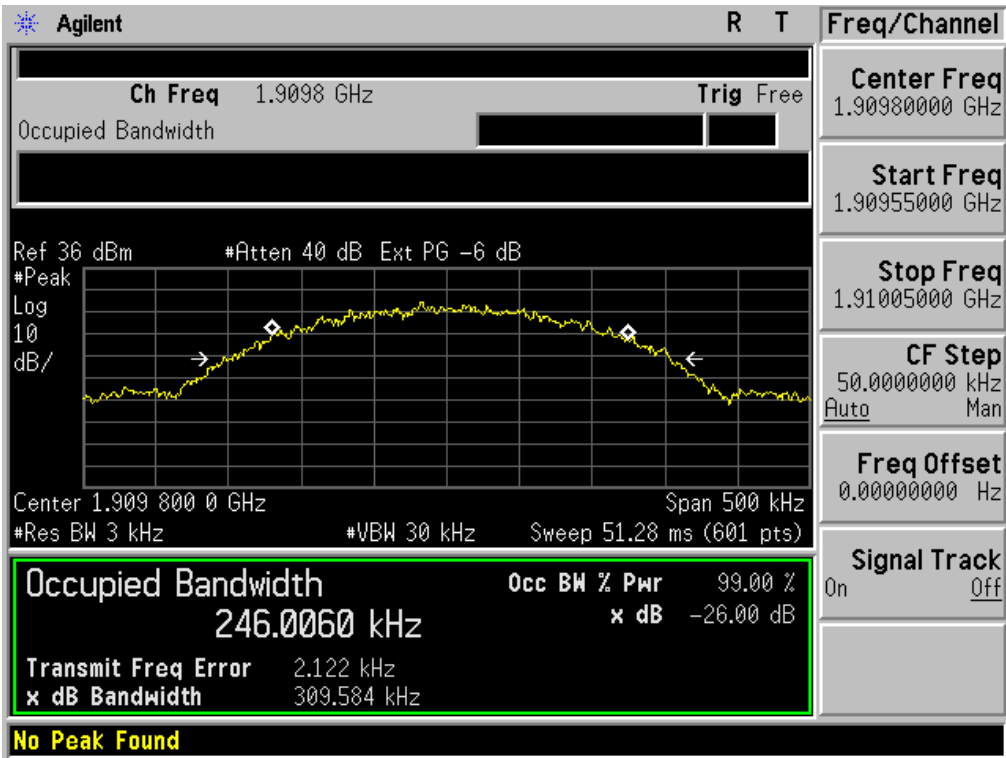 Agilent R T
Ch Freq 1.9098 GHz Trig Free
Occupied Bandwidth
Ref 36 dBm #Atten 40 dB Ext PG -6 dB
#Peak
Log
10
dB/
Center 1.909 800 0 GHz Span 500 kHz
#Res BW 3 kHz #VBW 30 kHz Sweep 51.28 ms (601 pts)
Occupied Bandwidth
246.0060 kHz
Occ BW % Pwr 99.00 %
x dB -26.00 dB
Transmit Freq Error 2.122 kHz
x dB Bandwidth 309.584 kHz
No Peak Found
Freq/Channel
Center Freq
1.90980000 GHz
Start Freq
1.90955000 GHz
Stop Freq
1.91005000 GHz
CF Step
50.0000000 kHz
Auto Man
Freq Offset
0.00000000 Hz
Signal Track
On Off